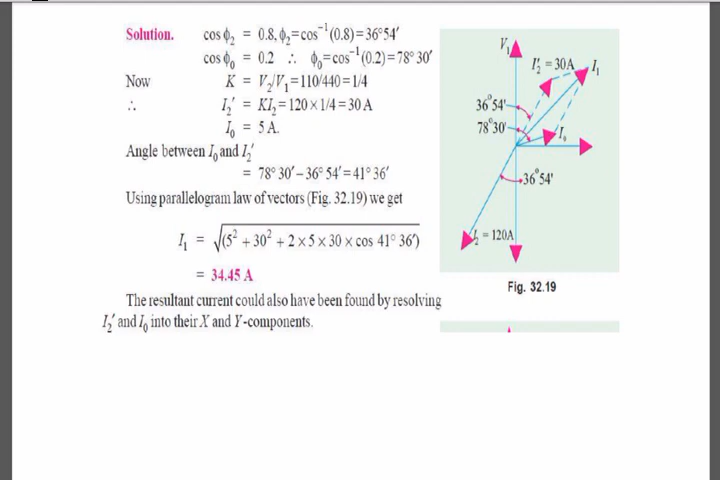 Solution. cos ϕ₂ = 0.8, ϕ₂ = cos⁻¹ (0.8) = 36°54′
cos ϕ₀ = 0.2 ∴ ϕ₀ = cos⁻¹ (0.2) = 78° 30′
Now K = V₂/V₁ = 110/440 = 1/4
∴ I₂′ = KI₂ = 120 × 1/4 = 30 A
I₀ = 5 A.
Angle between I₀ and I₂′
= 78° 30′ − 36° 54′ = 41° 36′
Using parallelogram law of vectors (Fig. 32.19) we get
I₁ = √(5² + 30² + 2 × 5 × 30 × cos 41° 36′)
= 34.45 A
The resultant current could also have been found by resolving
I₂′ and I₀ into their X and Y-components.
V₁
I′₂ = 30A
I₁
36°54'
78°30'
I₀
36°54'
I₂ = 120A
Fig. 32.19